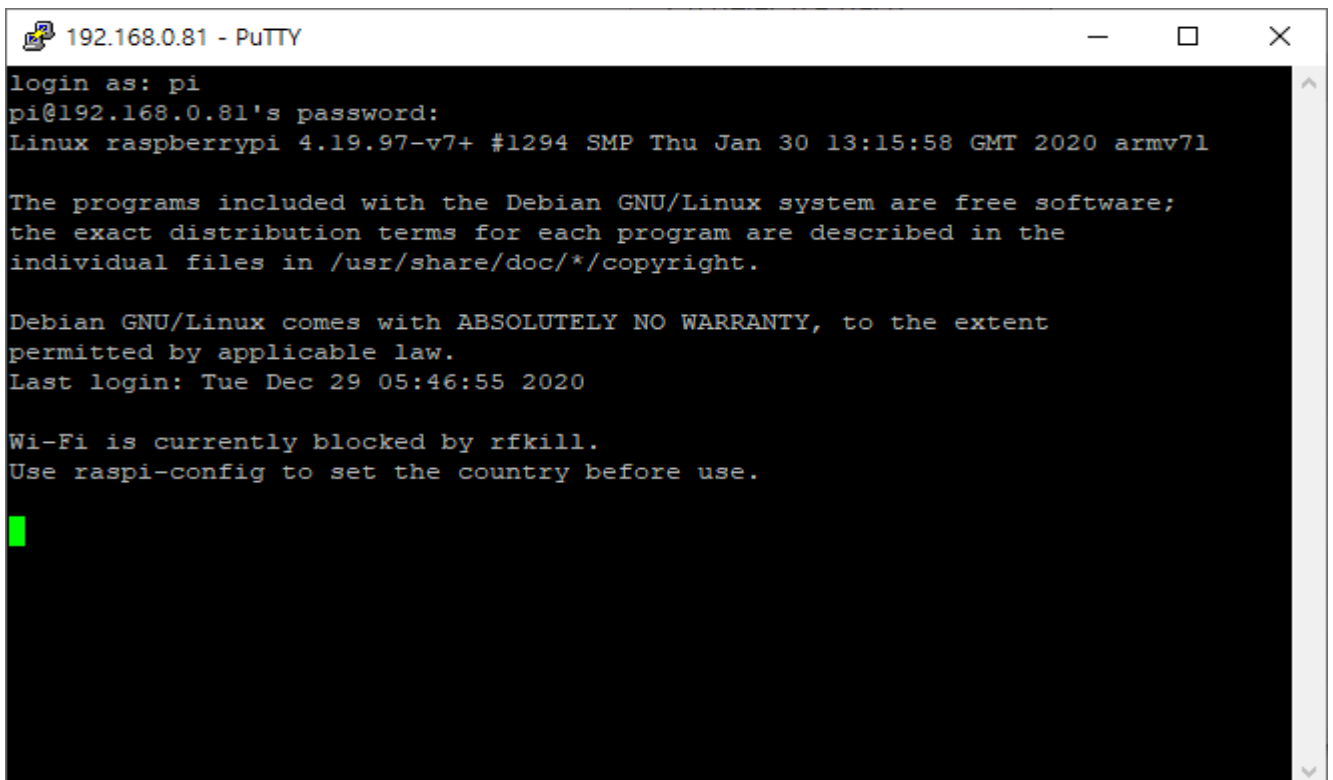 192.168.0.81 - PuTTY
login as: pi
pi@192.168.0.81's password:
Linux raspberrypi 4.19.97-v7+ #1294 SMP Thu Jan 30 13:15:58 GMT 2020 armv7l
The programs included with the Debian GNU/Linux system are free software;
the exact distribution terms for each program are described in the
individual files in /usr/share/doc/*/copyright.
Debian GNU/Linux comes with ABSOLUTELY NO WARRANTY, to the extent
permitted by applicable law.
Last login: Tue Dec 29 05:46:55 2020
Wi-Fi is currently blocked by rfkill.
Use raspi-config to set the country before use.